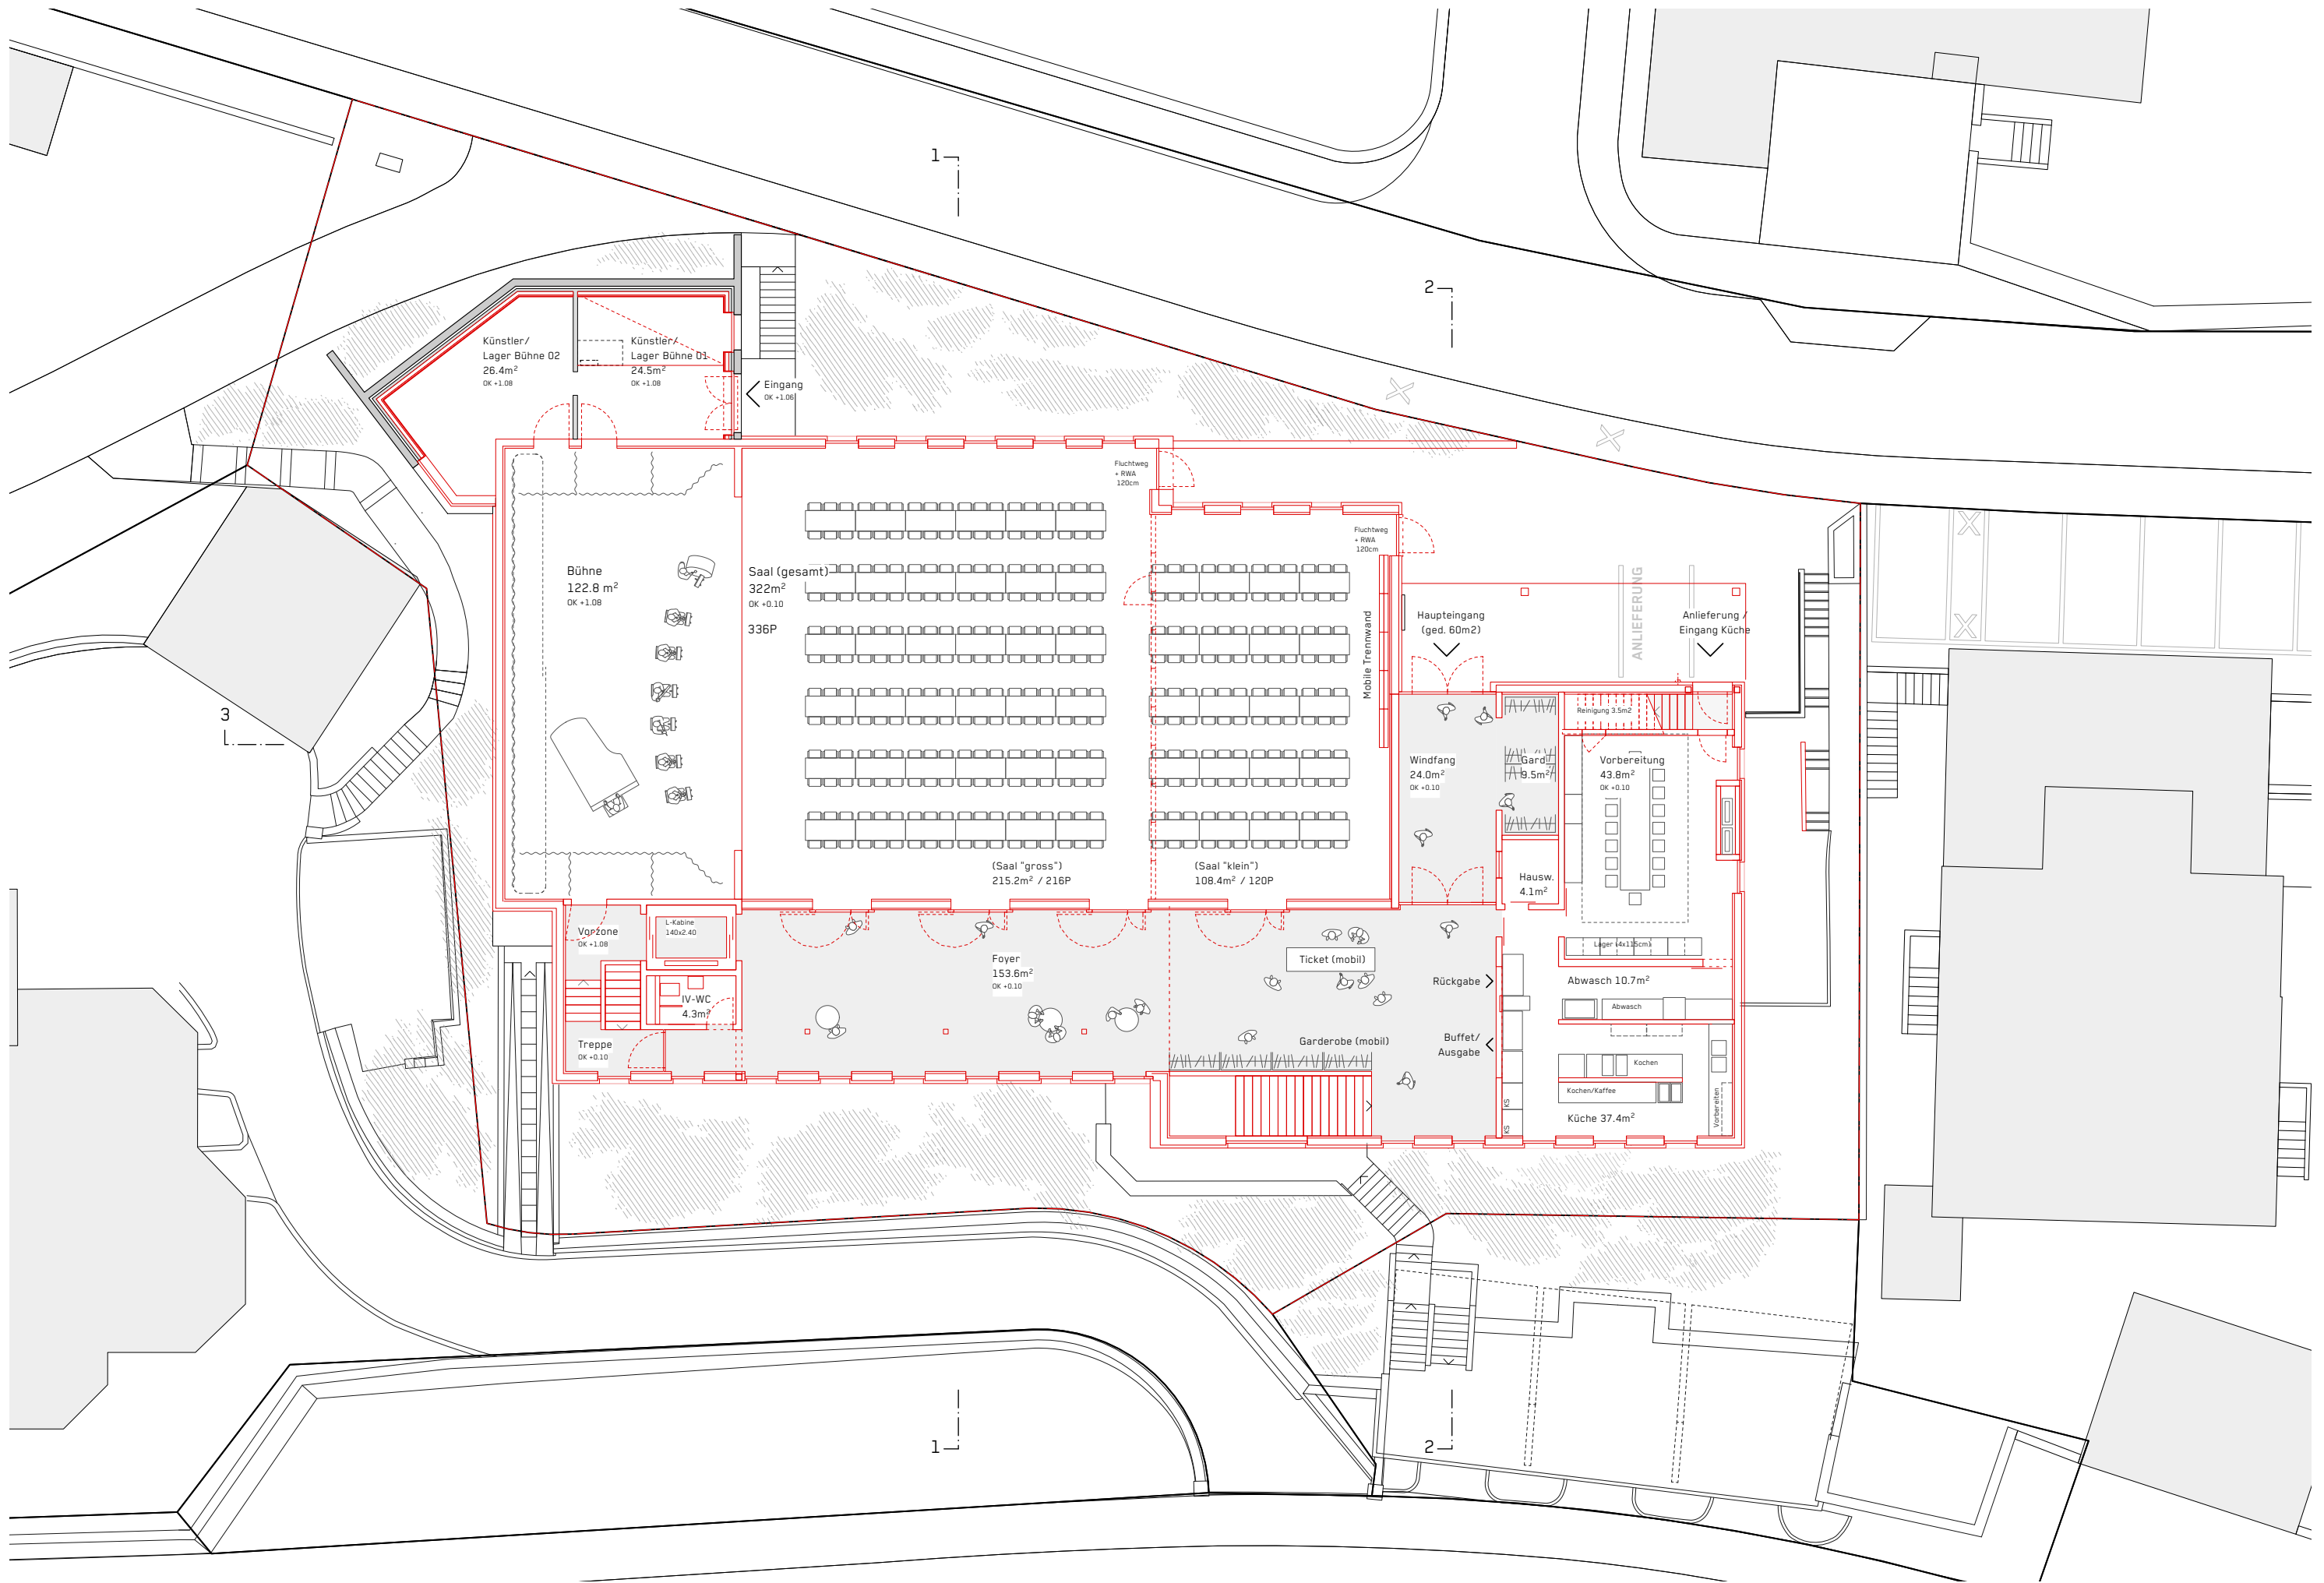 1
2
Künstler/
Lager Bühne 02
26.4m²
OK +1.08
Künstler/
Lager Bühne 01
24.5m²
OK +1.08
Eingang
OK +1.06
Fluchtweg
+ RWA
120cm
Fluchtweg
+ RWA
120cm
Bühne
122.8 m²
OK +1.08
Saal (gesamt)
322m²
OK +0.10
336P
Mobile Trennwand
Haupteingang
(ged. 60m2)
ANLIEFERUNG
Anlieferung /
Eingang Küche
3
Reinigung 3.5m2
Windfang
24.0m²
OK +0.10
Gard.
9.5m²
Vorbereitung
43.8m²
OK +0.10
(Saal "gross")
215.2m² / 216P
(Saal "klein")
108.4m² / 120P
Hausw.
4.1m²
Vorzone
OK +1.08
L-Kabine
140x2.40
Foyer
153.6m²
OK +0.10
Ticket (mobil)
Lager (4x115cm)
Rückgabe
Abwasch 10.7m²
IV-WC
4.3m²
Abwasch
Treppe
OK +0.10
Garderobe (mobil)
Buffet/
Ausgabe
Kochen
Kochen/Kaffee
KS
KS
Küche 37.4m²
Vorbereiten
1
2